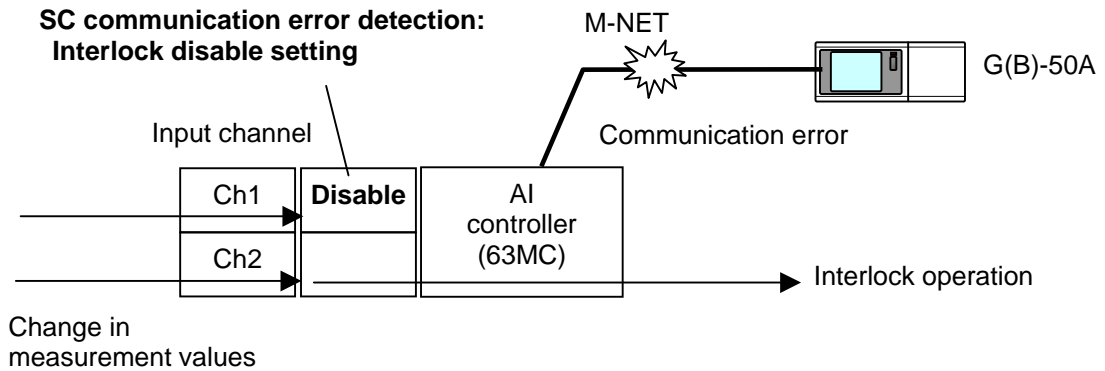 SC communication error detection:
Interlock disable setting
M-NET
G(B)-50A
Input channel
Communication error
Ch1
Disable
AI
controller
(63MC)
Ch2
Interlock operation
Change in
measurement values